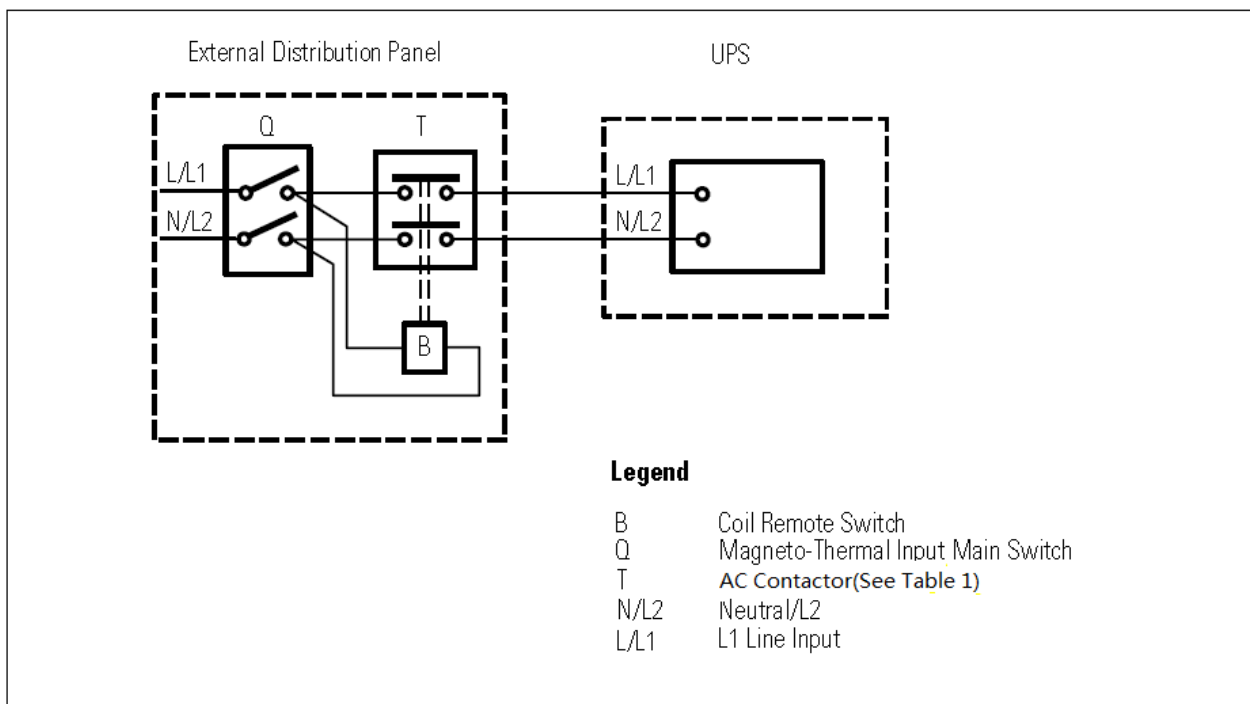 External Distribution Panel
UPS
Q
T
L/L1
N/L2
L/L1
N/L2
B
Legend
B Coil Remote Switch
Q Magneto-Thermal Input Main Switch
T AC Contactor(See Table 1)
N/L2 Neutral/L2
L/L1 L1 Line Input